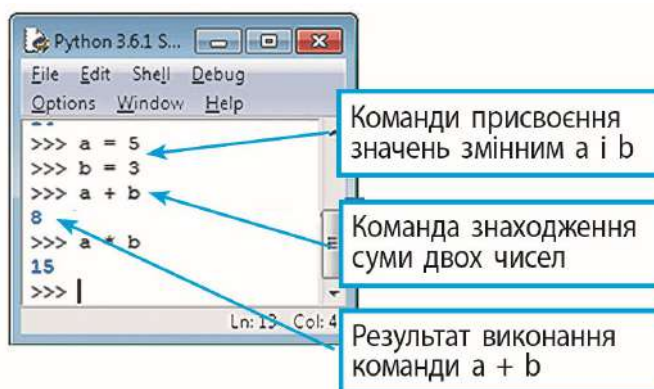 Python 3.6.1 S...
File Edit Shell Debug
Options Window Help
>>> a = 5
>>> b = 3
>>> a + b
8
>>> a * b
15
>>>
Ln: 13 Col: 4
Команди присвоєння
значень змінним a і b
Команда знаходження
суми двох чисел
Результат виконання
команди a + b